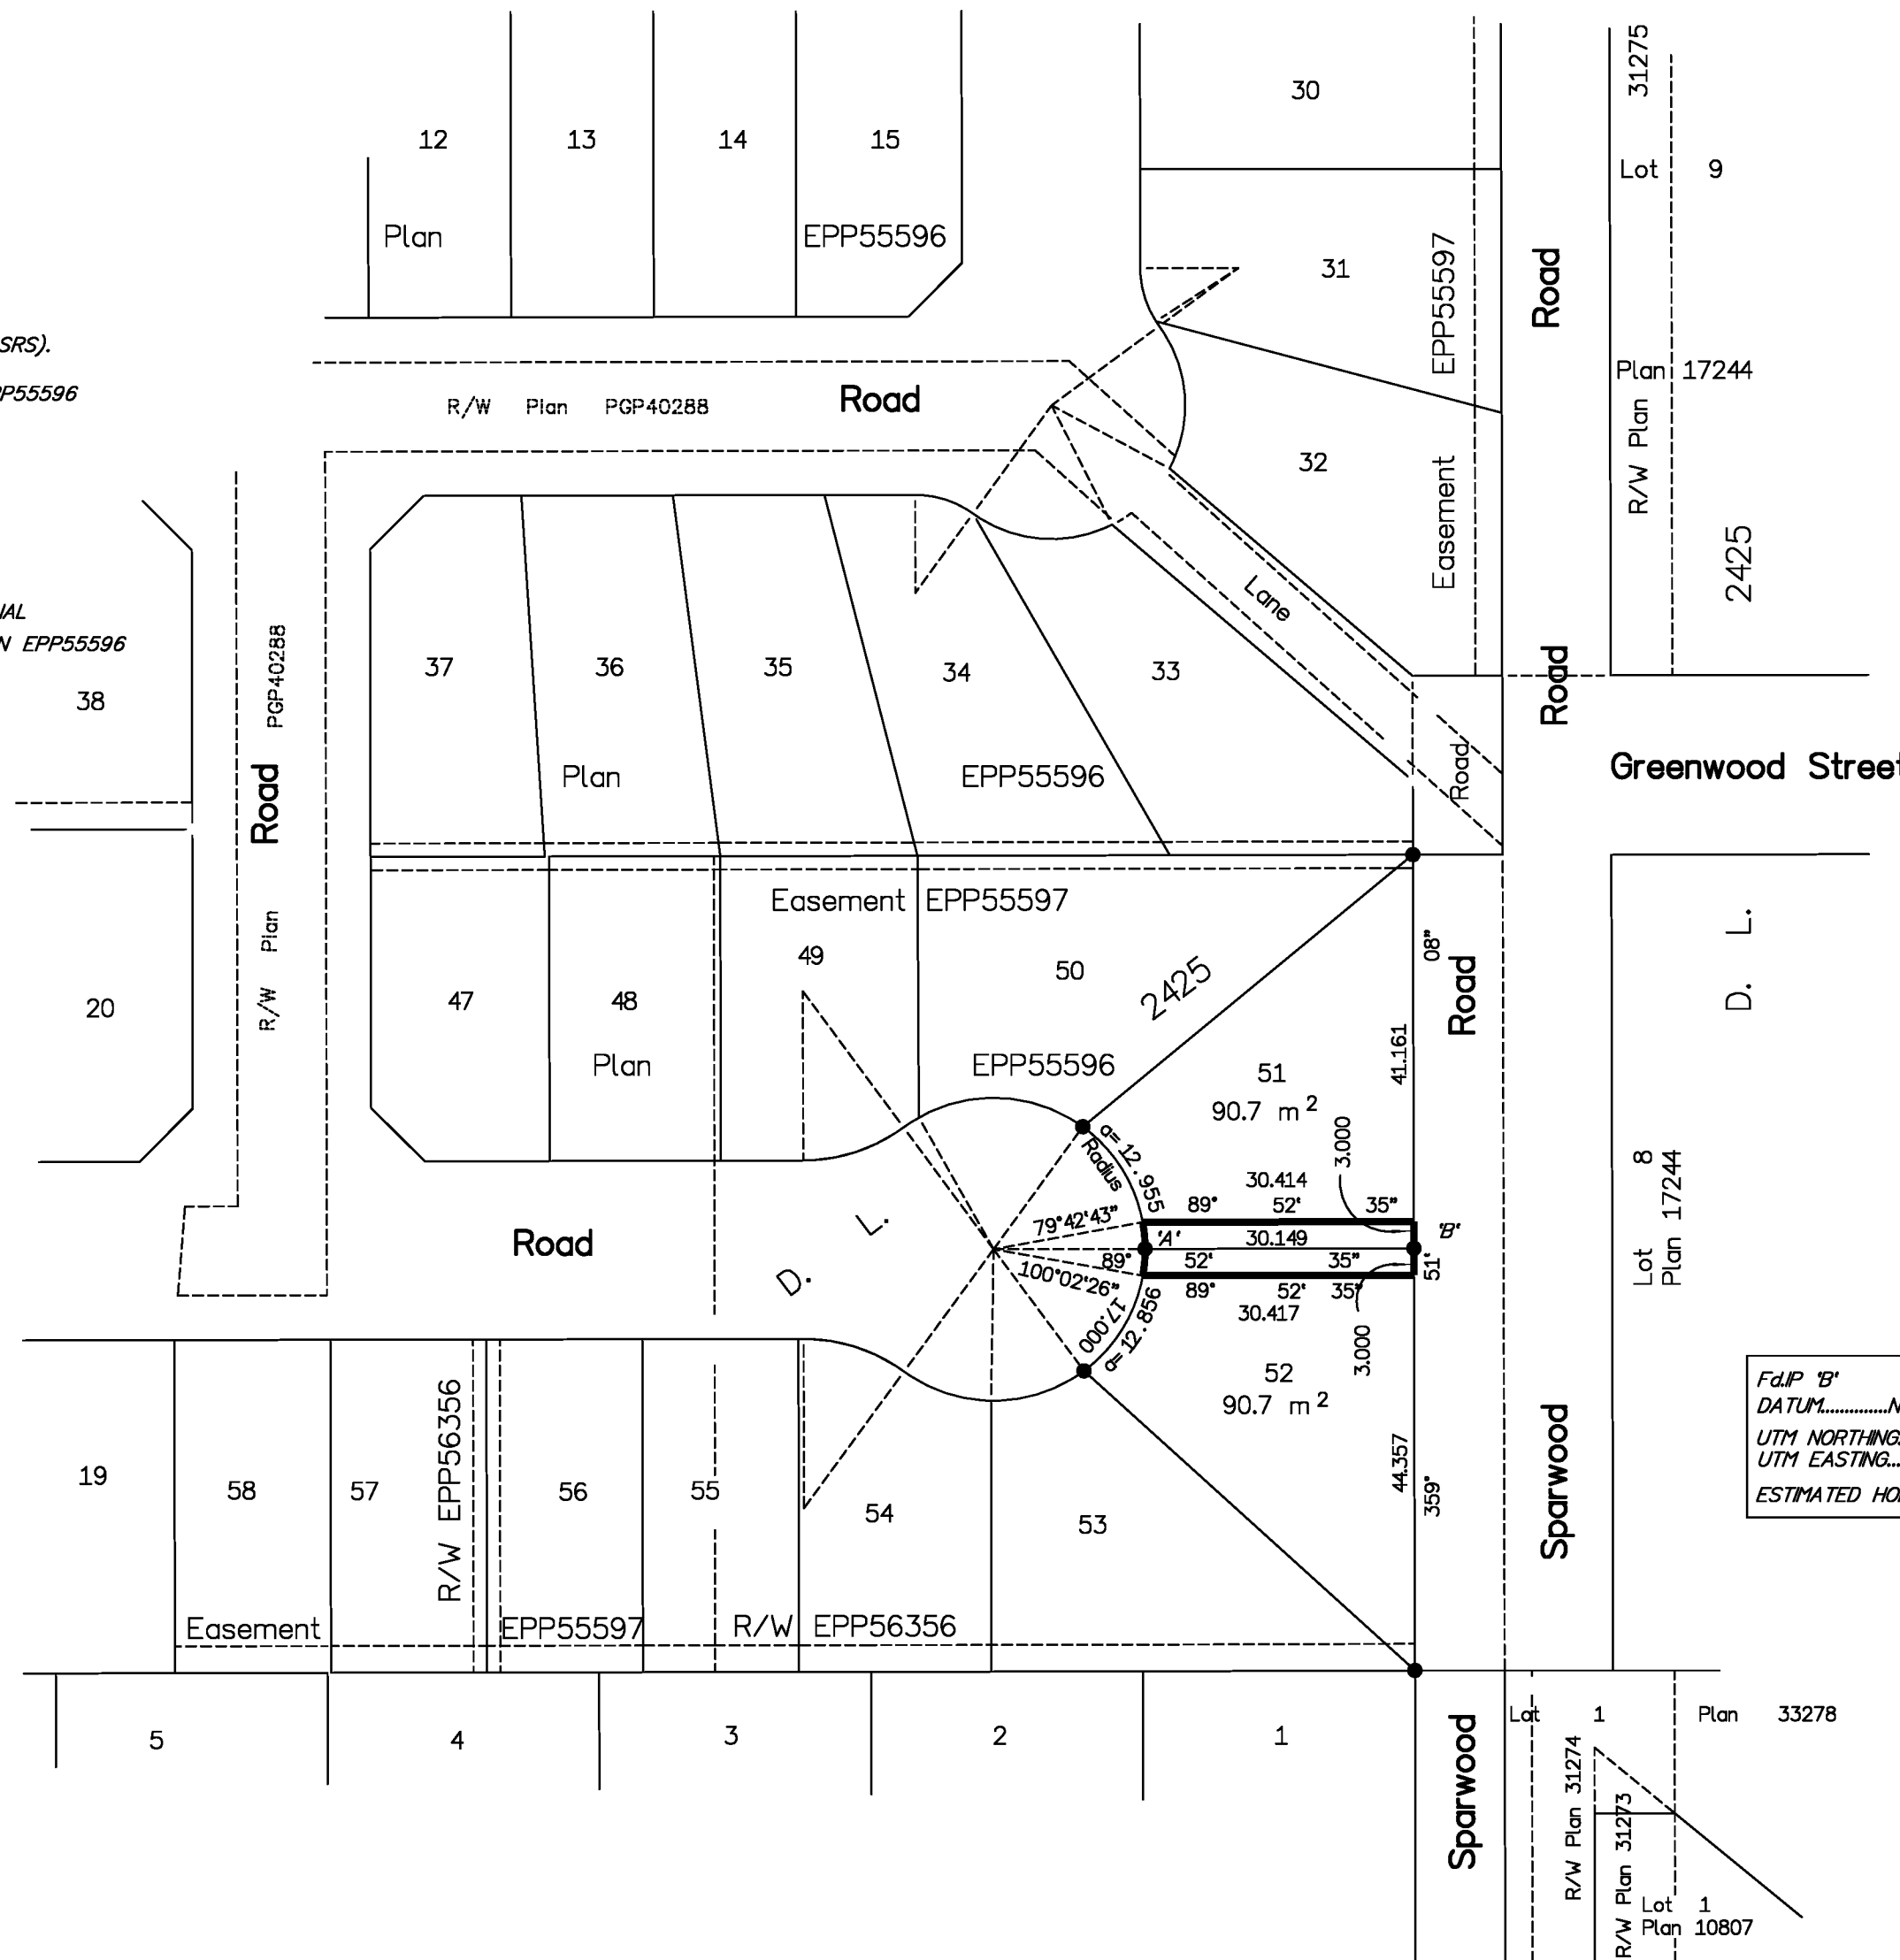 12
13
14
15
30
31275
Lot 9
Plan EPP55596
31
EPP55597
Road
SRS).
PP55596
R/W Plan PGP40288
Road
Plan 17244
R/W Plan
32
Easement
2425
Lane
EPP55596
38
PGP40288
37
36
35
34
33
Road
Road
Road
Greenwood Street
Plan EPP55596
Easement EPP55597
49
50
2425
08"
Road
D. L.
20
R/W Plan
47
48
Plan
EPP55596
51
90.7 m²
41.161
3.000
a= 12.955
Radius
30.414
89° 52' 35"
79°42'43"
'A'
30.149
'B'
89° 52' 35"
51'
100°02'26"
89° 52' 35"
30.417
17.000
a= 12.856
3.000
Road
D. L.
Lot 8
Plan 17244
52
90.7 m²
44.357
359°
Sparwood
Fd.IP 'B'
DATUM..............N
UTM NORTHING
UTM EASTING...
ESTIMATED HO
19
58
57
R/W EPP56356
56
55
54
53
Easement EPP55597 R/W EPP56356
5
4
3
2
1
Sparwood
Lot 1 Plan 33278
R/W Plan 31274
R/W Plan 31273
Lot 1
Plan 10807